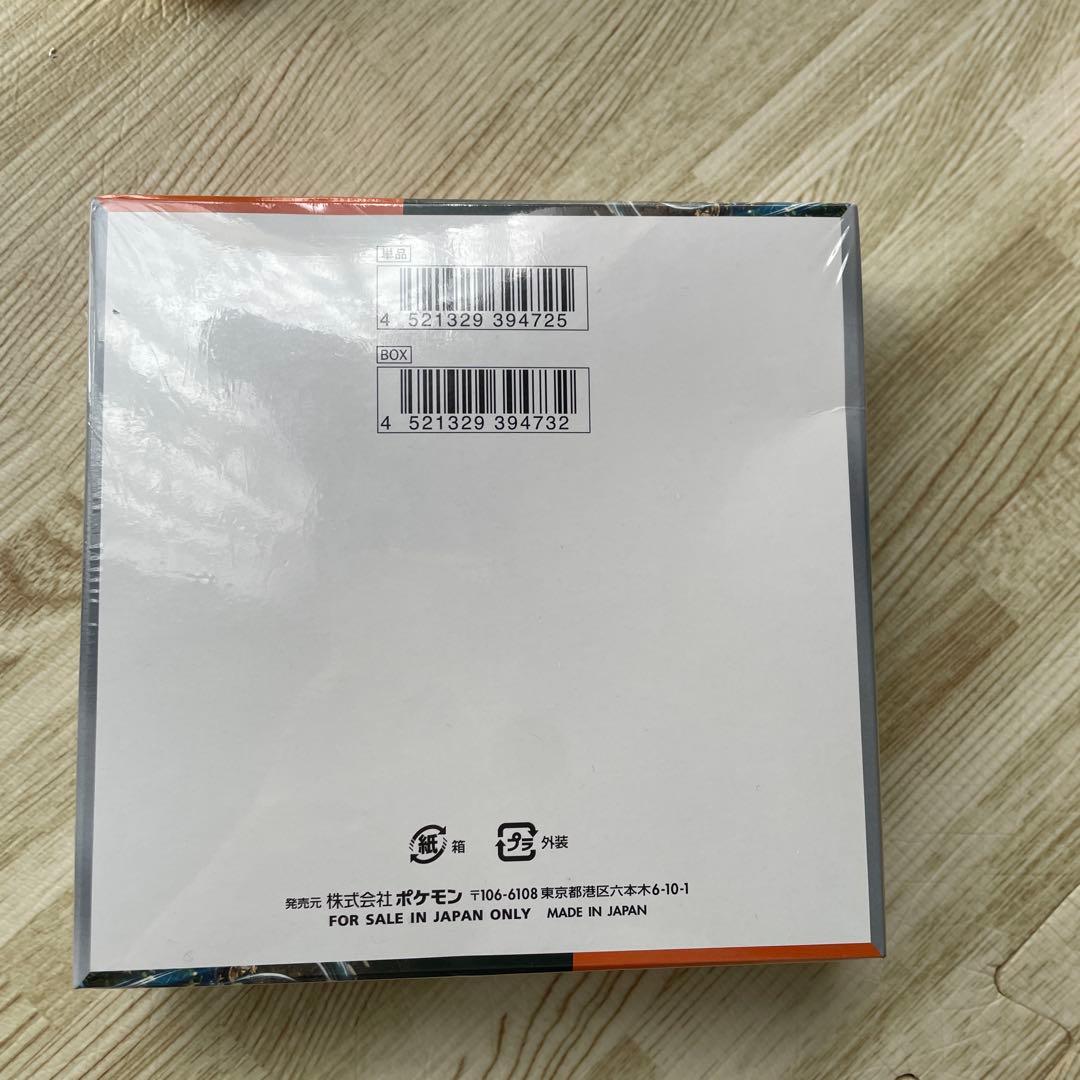 単品
4 521329 394725
BOX
4 521329 394732
紙 箱 プラ 外装
発売元 株式会社 ポケモン 〒106-6108 東京都港区六本木6-10-1
FOR SALE IN JAPAN ONLY MADE IN JAPAN